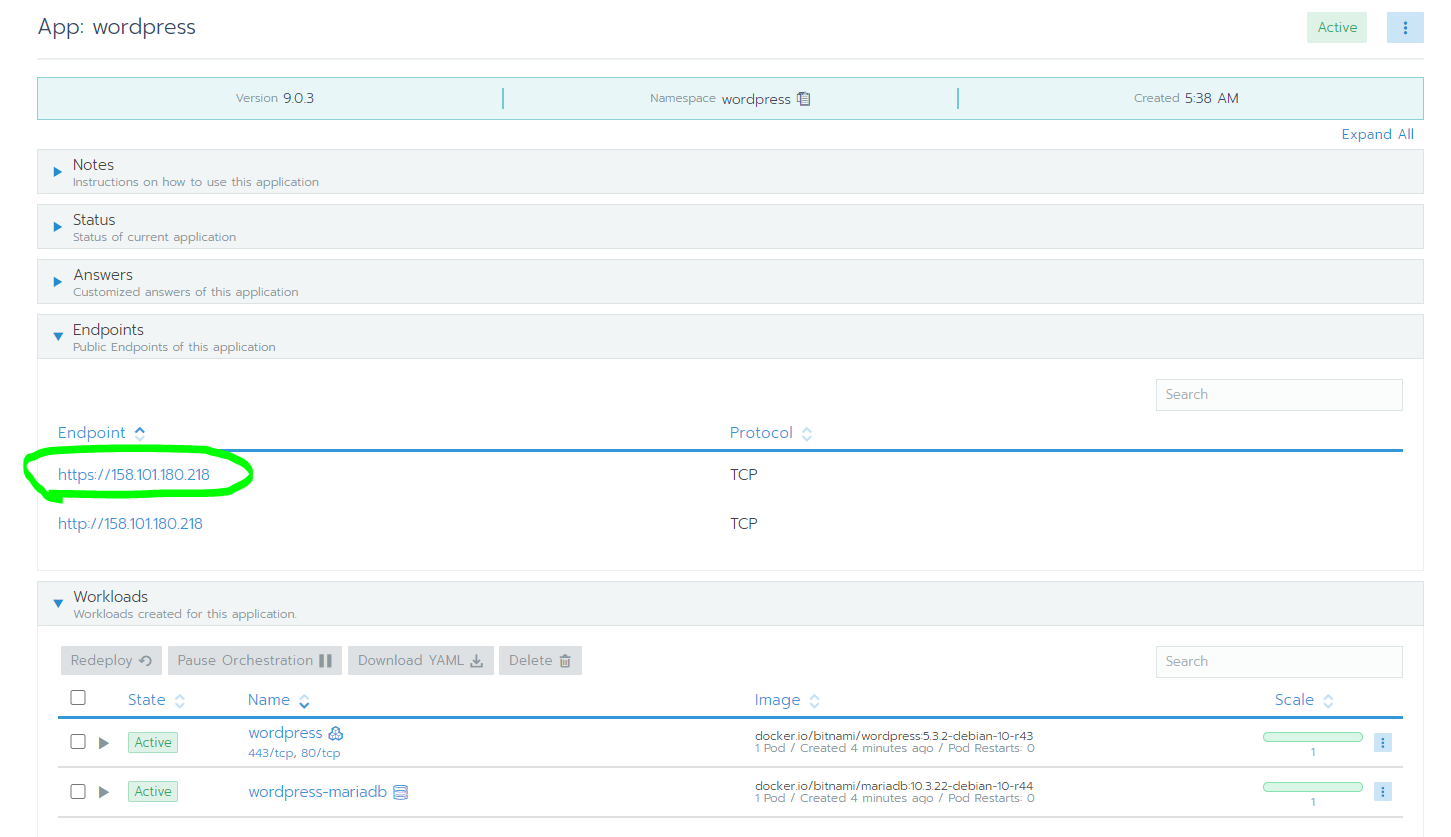 App: wordpress Active
Version 9.0.3 Namespace wordpress Created 5:38 AM
Expand All
Notes
Instructions on how to use this application
Status
Status of current application
Answers
Customized answers of this application
Endpoints
Public Endpoints of this application
Search
Endpoint Protocol
https://158.101.180.218 TCP
http://158.101.180.218 TCP
Workloads
Workloads created for this application.
Redeploy Pause Orchestration Download YAML Delete Search
State Name Image Scale
Active wordpress docker.io/bitnami/wordpress:5.3.2-debian-10-r43
443/tcp, 80/tcp 1 Pod / Created 4 minutes ago / Pod Restarts: 0 1
Active wordpress-mariadb docker.io/bitnami/mariadb:10.3.22-debian-10-r44
1 Pod / Created 4 minutes ago / Pod Restarts: 0 1